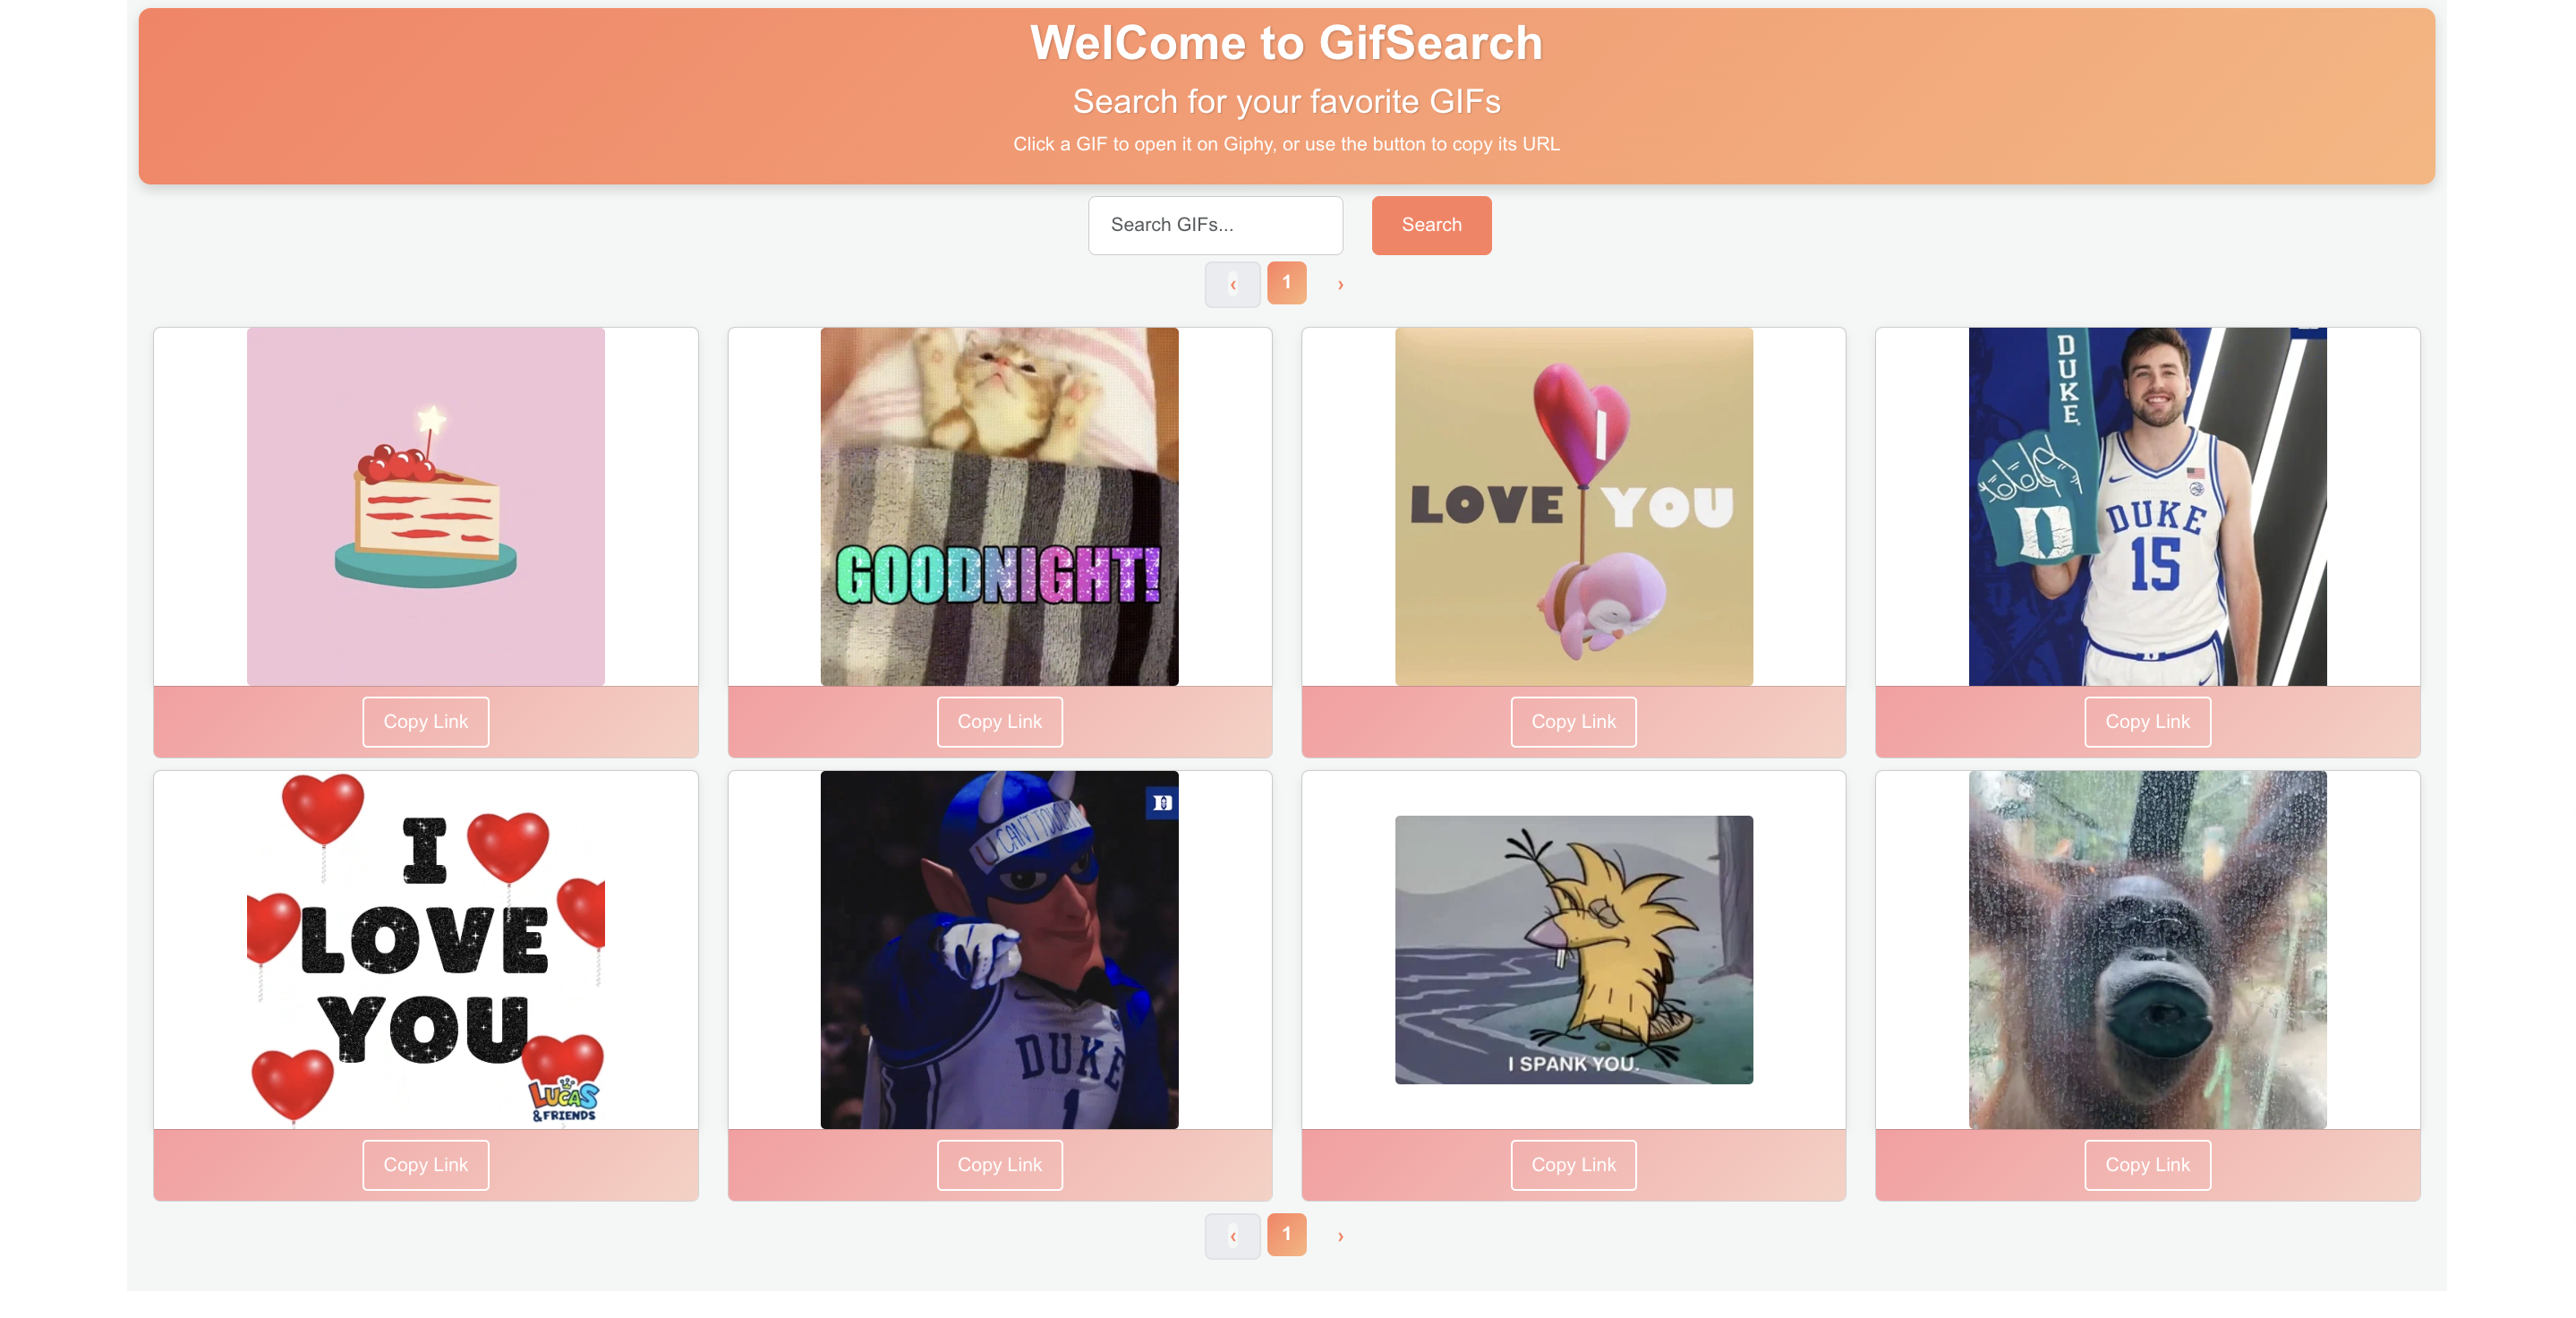 WelCome to GifSearch
Search for your favorite GIFs
Click a GIF to open it on Giphy, or use the button to copy its URL
Search GIFs...
Search
‹ 1 ›
GOODNIGHT!
I
LOVE YOU
DUKE
D
DUKE
15
Copy Link
Copy Link
Copy Link
Copy Link
I
LOVE
YOU
LUCAS
& FRIENDS
D
U CAN'T TOUCH
DUKE
1
I SPANK YOU.
Copy Link
Copy Link
Copy Link
Copy Link
‹ 1 ›